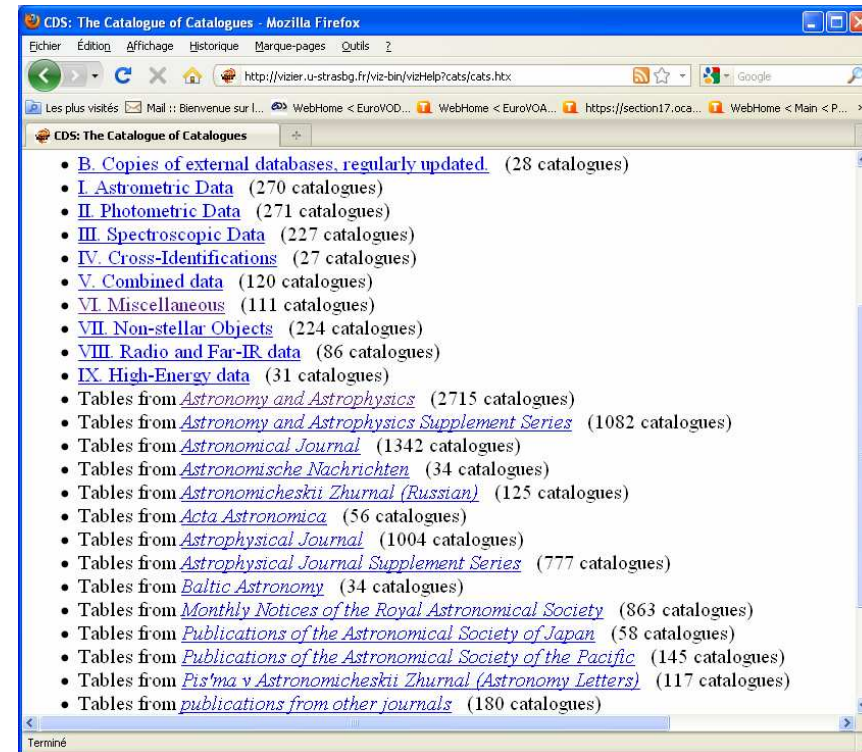 CDS: The Catalogue of Catalogues - Mozilla Firefox
Fichier Édition Affichage Historique Marque-pages Outils ?
http://vizier.u-strasbg.fr/viz-bin/vizHelp?cats/cats.htx Google
Les plus visités Mail :: Bienvenue sur l... WebHome < EuroVOD... WebHome < EuroVOA... https://section17.oca... WebHome < Main < P...
CDS: The Catalogue of Catalogues
• B. Copies of external databases, regularly updated. (28 catalogues)
• I. Astrometric Data (270 catalogues)
• II. Photometric Data (271 catalogues)
• III. Spectroscopic Data (227 catalogues)
• IV. Cross-Identifications (27 catalogues)
• V. Combined data (120 catalogues)
• VI. Miscellaneous (111 catalogues)
• VII. Non-stellar Objects (224 catalogues)
• VIII. Radio and Far-IR data (86 catalogues)
• IX. High-Energy data (31 catalogues)
• Tables from Astronomy and Astrophysics (2715 catalogues)
• Tables from Astronomy and Astrophysics Supplement Series (1082 catalogues)
• Tables from Astronomical Journal (1342 catalogues)
• Tables from Astronomische Nachrichten (34 catalogues)
• Tables from Astronomicheskii Zhurnal (Russian) (125 catalogues)
• Tables from Acta Astronomica (56 catalogues)
• Tables from Astrophysical Journal (1004 catalogues)
• Tables from Astrophysical Journal Supplement Series (777 catalogues)
• Tables from Baltic Astronomy (34 catalogues)
• Tables from Monthly Notices of the Royal Astronomical Society (863 catalogues)
• Tables from Publications of the Astronomical Society of Japan (58 catalogues)
• Tables from Publications of the Astronomical Society of the Pacific (145 catalogues)
• Tables from Pis'ma v Astronomicheskii Zhurnal (Astronomy Letters) (117 catalogues)
• Tables from publications from other journals (180 catalogues)
Terminé